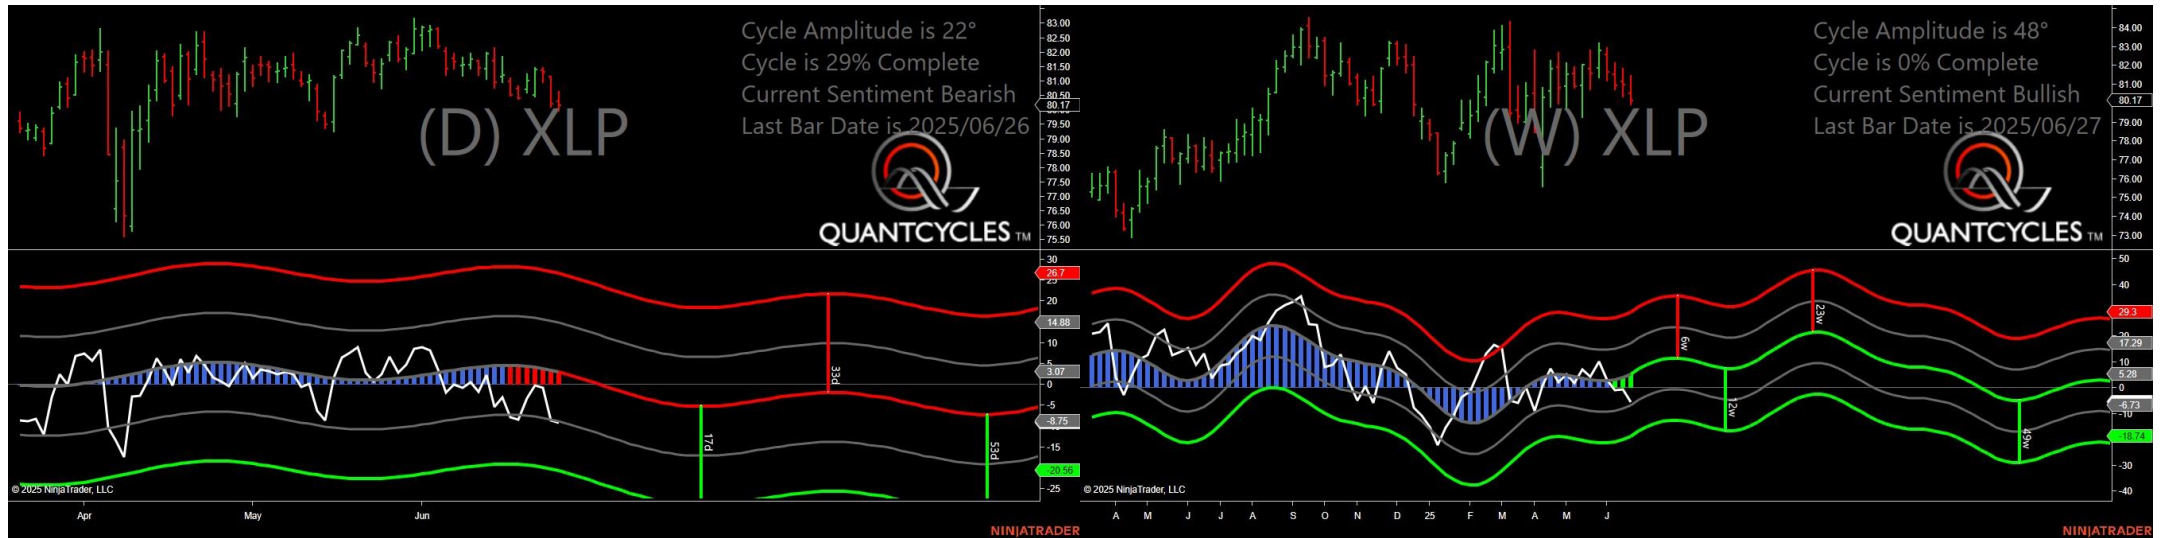 Cycle Amplitude is 22°
Cycle is 29% Complete
Current Sentiment Bearish
Last Bar Date is 2025/06/26
(D) XLP
QUANTCYCLES TM
83.00
82.50
82.00
81.50
81.00
80.50
80.17
79.50
79.00
78.50
78.00
77.50
77.00
76.50
76.00
75.50
30
26.7
25
20
14.88
10
5
3.07
0
-5
-8.75
-15
-20.56
-25
33d
17d
53d
© 2025 NinjaTrader, LLC
Apr May Jun
NINJATRADER
Cycle Amplitude is 48°
Cycle is 0% Complete
Current Sentiment Bullish
Last Bar Date is 2025/06/27
(W) XLP
QUANTCYCLES TM
84.00
83.00
82.00
81.00
80.17
79.00
78.00
77.00
76.00
75.00
74.00
73.00
50
40
29.3
20
17.29
10
5.28
0
-6.73
-10
-18.74
-30
-40
6w
23w
12w
49w
© 2025 NinjaTrader, LLC
A M J J A S O N D 25 F M A M J
NINJATRADER